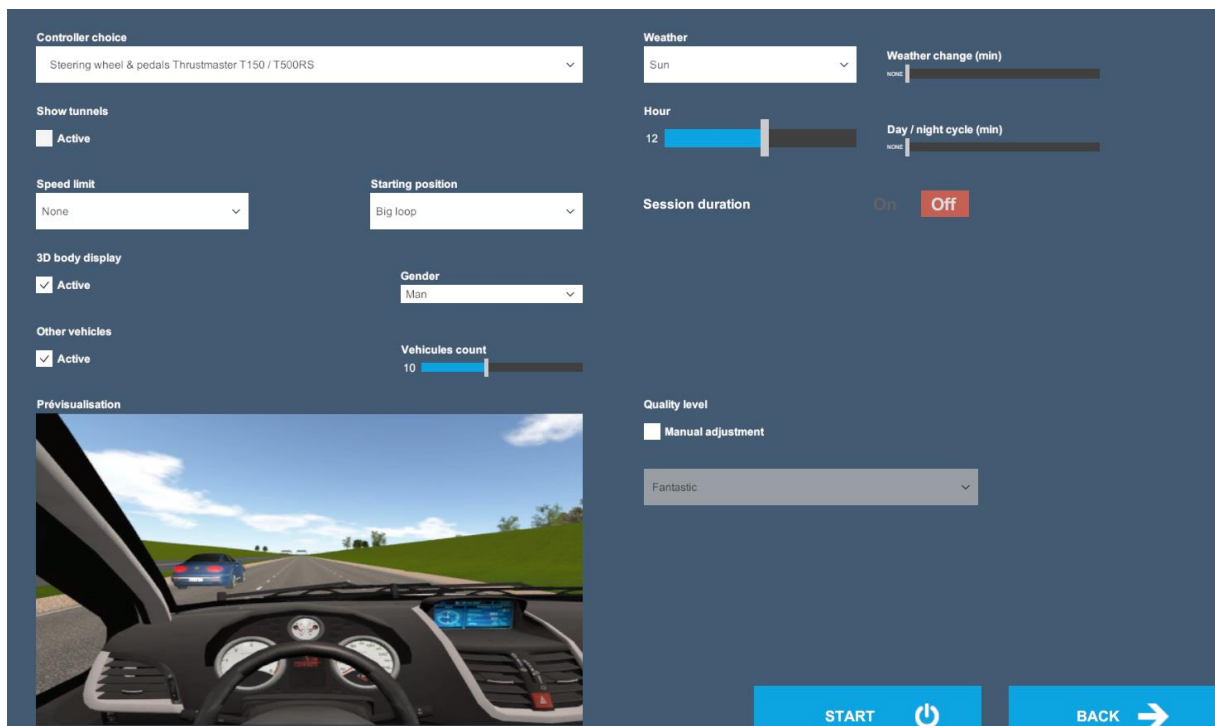 Controller choice
Steering wheel & pedals Thrustmaster T150 / T500RS
Show tunnels
Active
Speed limit
None
Starting position
Big loop
3D body display
Active
Gender
Man
Other vehicles
Active
Vehicules count
10
Prévisualisation
Weather
Sun
Weather change (min)
NONE
Hour
12
Day / night cycle (min)
NONE
Session duration
On Off
Quality level
Manual adjustment
Fantastic
START
BACK